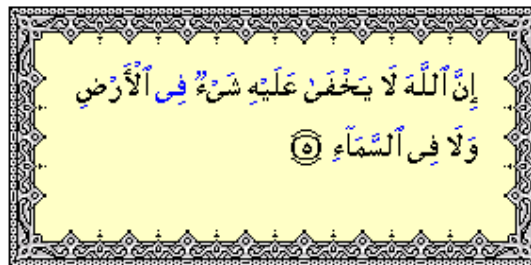 إِنَّ ٱللَّهَ لَا يَخْفَىٰ عَلَيْهِ شَىْءٌ فِى ٱلْأَرْضِ
وَلَا فِى ٱلسَّمَآءِ ۝٥